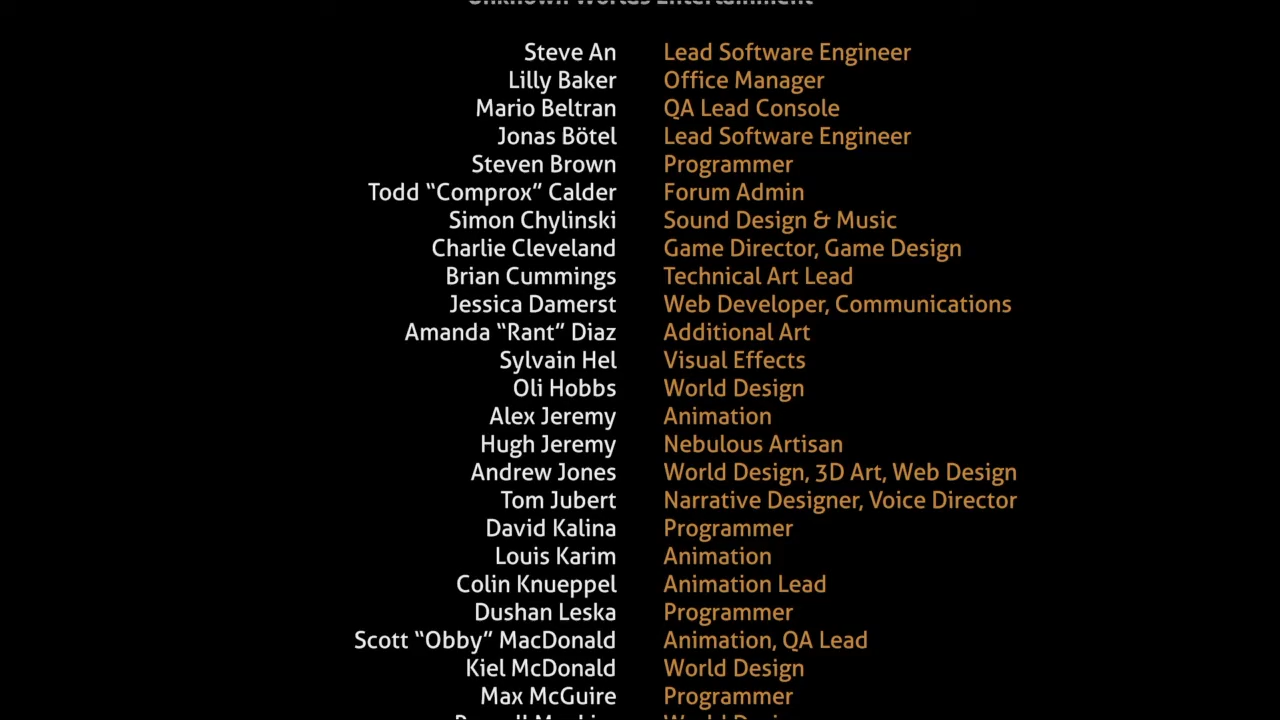 Unknown Worlds Entertainment
Steve An Lead Software Engineer
Lilly Baker Office Manager
Mario Beltran QA Lead Console
Jonas Bötel Lead Software Engineer
Steven Brown Programmer
Todd “Comprox” Calder Forum Admin
Simon Chylinski Sound Design & Music
Charlie Cleveland Game Director, Game Design
Brian Cummings Technical Art Lead
Jessica Damerst Web Developer, Communications
Amanda “Rant” Diaz Additional Art
Sylvain Hel Visual Effects
Oli Hobbs World Design
Alex Jeremy Animation
Hugh Jeremy Nebulous Artisan
Andrew Jones World Design, 3D Art, Web Design
Tom Jubert Narrative Designer, Voice Director
David Kalina Programmer
Louis Karim Animation
Colin Knueppel Animation Lead
Dushan Leska Programmer
Scott “Obby” MacDonald Animation, QA Lead
Kiel McDonald World Design
Max McGuire Programmer
World Design